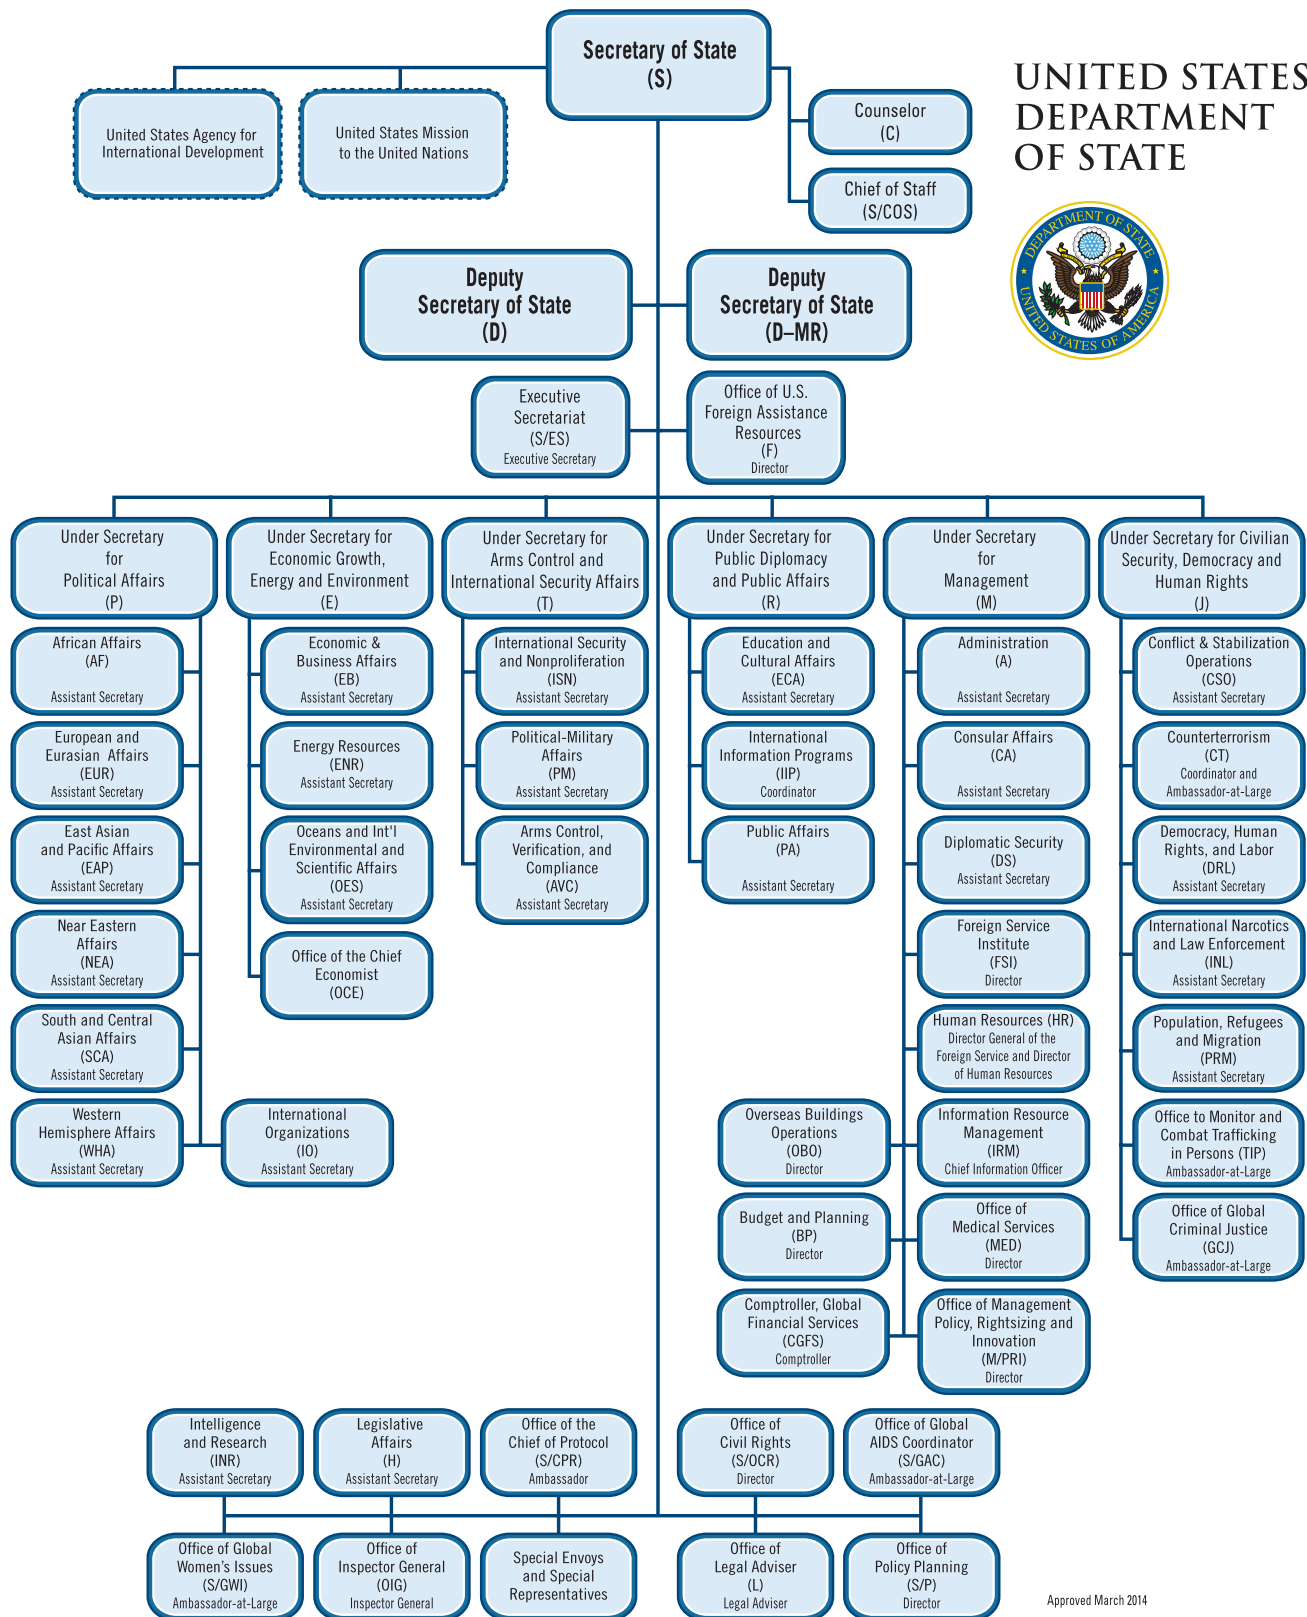 Secretary of State
(S)
UNITED STATES
DEPARTMENT
OF STATE
United States Agency for
International Development
United States Mission
to the United Nations
Counselor
(C)
Chief of Staff
(S/COS)
DEPARTMENT OF STATE
UNITED STATES OF AMERICA
Deputy
Secretary of State
(D)
Deputy
Secretary of State
(D–MR)
Executive
Secretariat
(S/ES)
Executive Secretary
Office of U.S.
Foreign Assistance
Resources
(F)
Director
Under Secretary
for
Political Affairs
(P)
Under Secretary for
Economic Growth,
Energy and Environment
(E)
Under Secretary for
Arms Control and
International Security Affairs
(T)
Under Secretary for
Public Diplomacy
and Public Affairs
(R)
Under Secretary
for
Management
(M)
Under Secretary for Civilian
Security, Democracy and
Human Rights
(J)
African Affairs
(AF)
Assistant Secretary
Economic &
Business Affairs
(EB)
Assistant Secretary
International Security
and Nonproliferation
(ISN)
Assistant Secretary
Education and
Cultural Affairs
(ECA)
Assistant Secretary
Administration
(A)
Assistant Secretary
Conflict & Stabilization
Operations
(CSO)
Assistant Secretary
European and
Eurasian Affairs
(EUR)
Assistant Secretary
Energy Resources
(ENR)
Assistant Secretary
Political-Military
Affairs
(PM)
Assistant Secretary
International
Information Programs
(IIP)
Coordinator
Consular Affairs
(CA)
Assistant Secretary
Counterterrorism
(CT)
Coordinator and
Ambassador-at-Large
East Asian
and Pacific Affairs
(EAP)
Assistant Secretary
Oceans and Int'l
Environmental and
Scientific Affairs
(OES)
Assistant Secretary
Arms Control,
Verification, and
Compliance
(AVC)
Assistant Secretary
Public Affairs
(PA)
Assistant Secretary
Diplomatic Security
(DS)
Assistant Secretary
Democracy, Human
Rights, and Labor
(DRL)
Assistant Secretary
Near Eastern
Affairs
(NEA)
Assistant Secretary
Office of the Chief
Economist
(OCE)
Foreign Service
Institute
(FSI)
Director
International Narcotics
and Law Enforcement
(INL)
Assistant Secretary
South and Central
Asian Affairs
(SCA)
Assistant Secretary
Human Resources (HR)
Director General of the
Foreign Service and Director
of Human Resources
Population, Refugees
and Migration
(PRM)
Assistant Secretary
Western
Hemisphere Affairs
(WHA)
Assistant Secretary
International
Organizations
(IO)
Assistant Secretary
Overseas Buildings
Operations
(OBO)
Director
Information Resource
Management
(IRM)
Chief Information Officer
Office to Monitor and
Combat Trafficking
in Persons (TIP)
Ambassador-at-Large
Budget and Planning
(BP)
Director
Office of
Medical Services
(MED)
Director
Office of Global
Criminal Justice
(GCJ)
Ambassador-at-Large
Comptroller, Global
Financial Services
(CGFS)
Comptroller
Office of Management
Policy, Rightsizing and
Innovation
(M/PRI)
Director
Intelligence
and Research
(INR)
Assistant Secretary
Legislative
Affairs
(H)
Assistant Secretary
Office of the
Chief of Protocol
(S/CPR)
Ambassador
Office of
Civil Rights
(S/OCR)
Director
Office of Global
AIDS Coordinator
(S/GAC)
Ambassador-at-Large
Office of Global
Women's Issues
(S/GWI)
Ambassador-at-Large
Office of
Inspector General
(OIG)
Inspector General
Special Envoys
and Special
Representatives
Office of
Legal Adviser
(L)
Legal Adviser
Office of
Policy Planning
(S/P)
Director
Approved March 2014